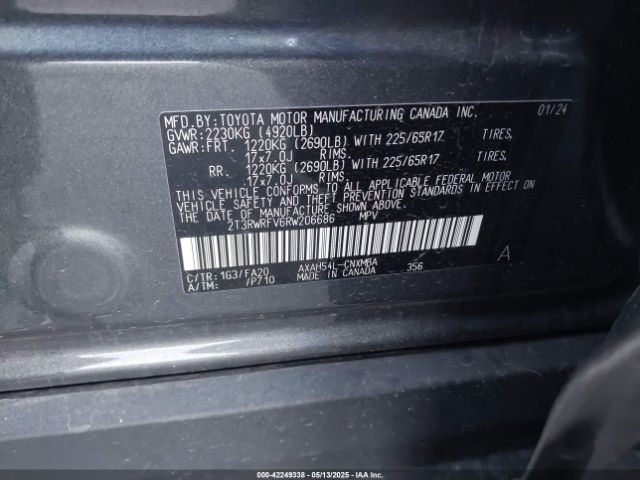 MFD.BY: TOYOTA MOTOR MANUFACTURING CANADA INC. 01/24
GVWR: 2230KG (4920LB)
GAWR: FRT. 1220KG (2690LB) WITH 225/65R17 TIRES,
17x7.0J RIMS.
RR. 1220KG (2690LB) WITH 225/65R17 TIRES,
17x7.0J RIMS.
THIS VEHICLE CONFORMS TO ALL APPLICABLE FEDERAL MOTOR
VEHICLE SAFETY AND THEFT PREVENTION STANDARDS IN EFFECT ON
THE DATE OF MANUFACTURE SHOWN ABOVE.
2T3RWRFV6RW206686 MPV
C/TR: 1G3/FA20 AXAH54L-CNXMBA 356 A
A/TM: /P710 MADE IN CANADA
000-42249338 - 05/13/2025 - IAAI.COM